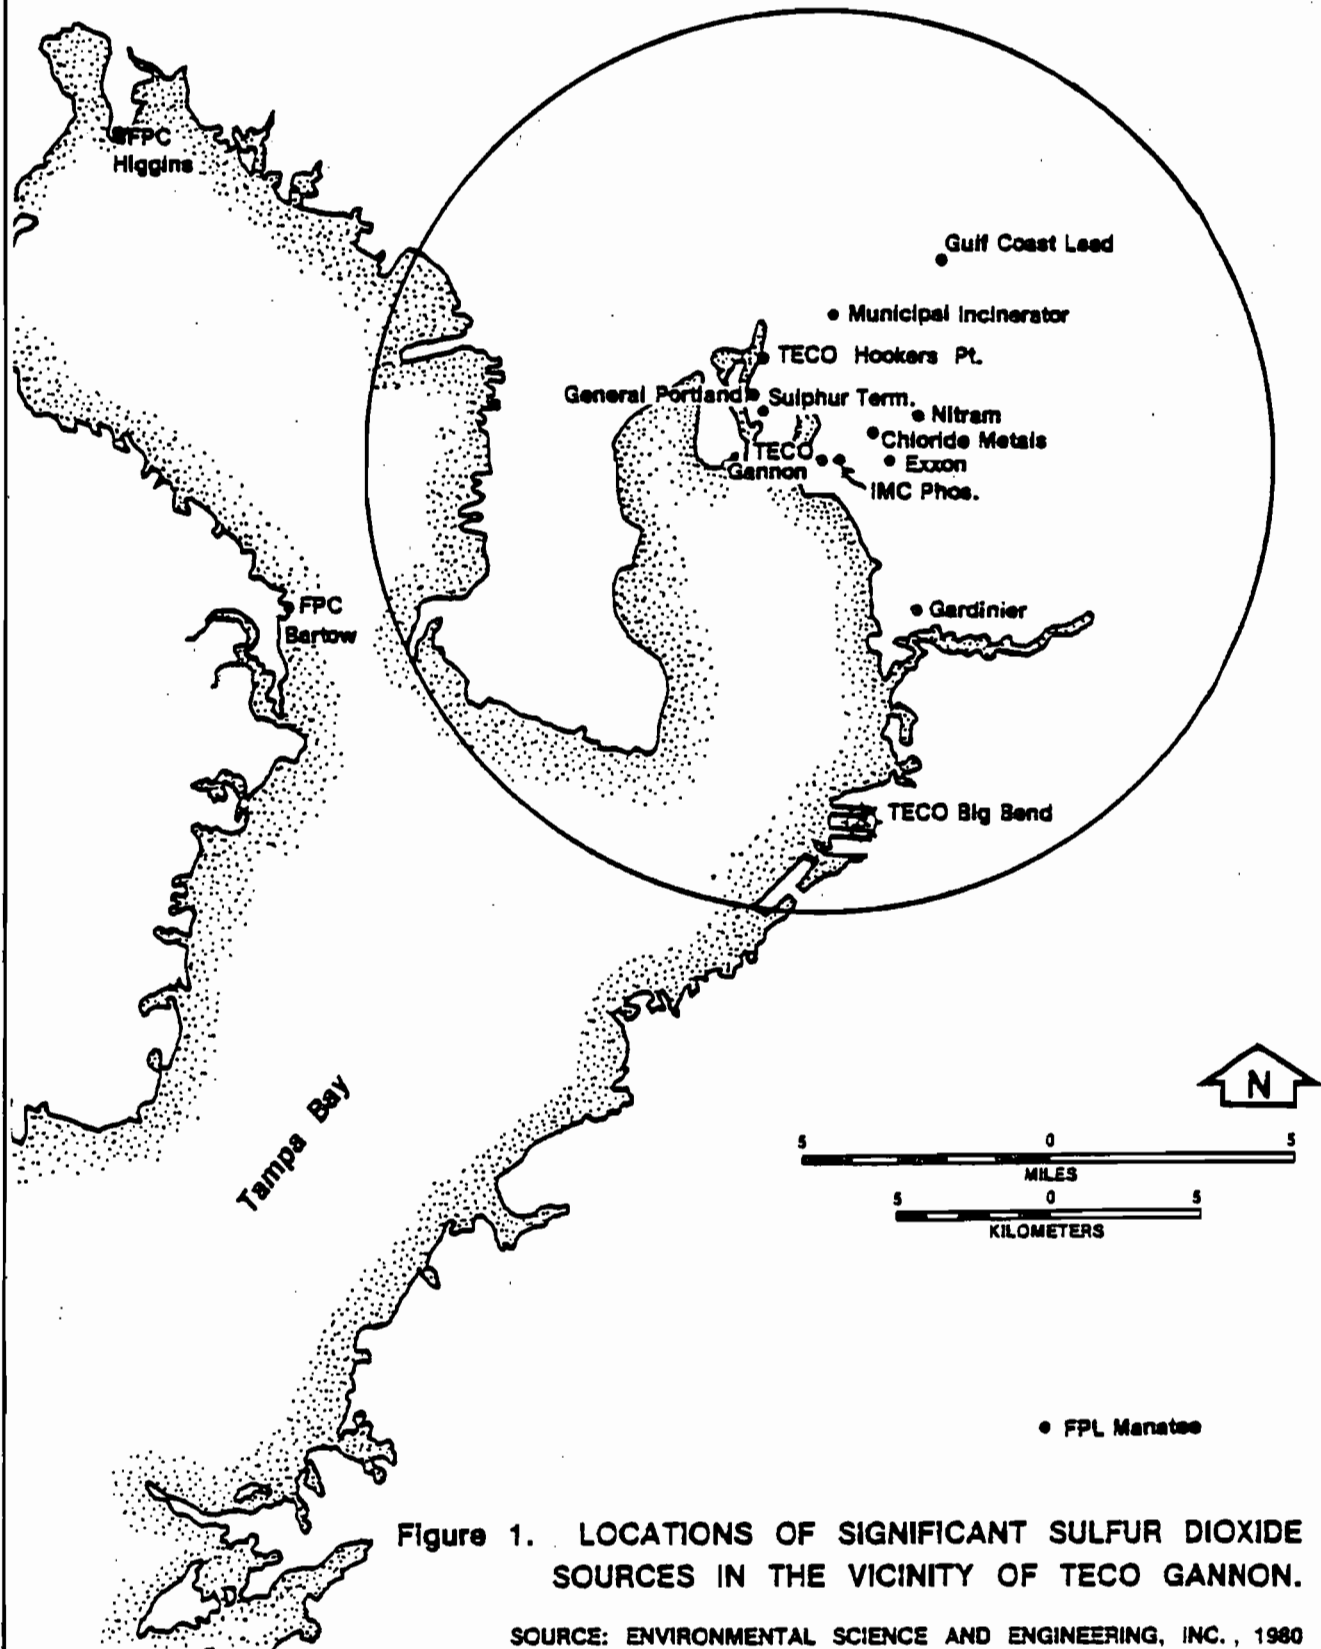 FPC
Higgins
Gulf Coast Lead
Municipal Incinerator
TECO Hookers Pt.
General Portland
Sulphur Term.
Nitram
Chloride Metals
TECO
Gannon
Exxon
IMC Phos.
FPC
Bartow
Gardinier
TECO Big Bend
Tampa Bay
N
5 0 5
MILES
5 0 5
KILOMETERS
FPL Manatee
Figure 1. LOCATIONS OF SIGNIFICANT SULFUR DIOXIDE
SOURCES IN THE VICINITY OF TECO GANNON.
SOURCE: ENVIRONMENTAL SCIENCE AND ENGINEERING, INC., 1980